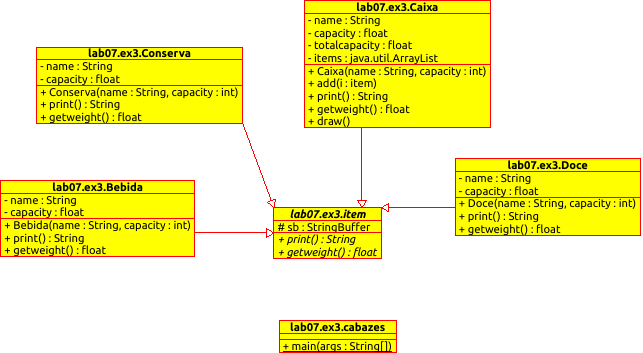 lab07.ex3.Caixa
- name : String
- capacity : float
- totalcapacity : float
- items : java.util.ArrayList
+ Caixa(name : String, capacity : int)
+ add(i : item)
+ print() : String
+ getweight() : float
+ draw()
lab07.ex3.Conserva
- name : String
- capacity : float
+ Conserva(name : String, capacity : int)
+ print() : String
+ getweight() : float
lab07.ex3.Doce
- name : String
- capacity : float
+ Doce(name : String, capacity : int)
+ print() : String
+ getweight() : float
lab07.ex3.Bebida
- name : String
- capacity : float
+ Bebida(name : String, capacity : int)
+ print() : String
+ getweight() : float
lab07.ex3.item
# sb : StringBuffer
+ print() : String
+ getweight() : float
lab07.ex3.cabazes
+ main(args : String[])